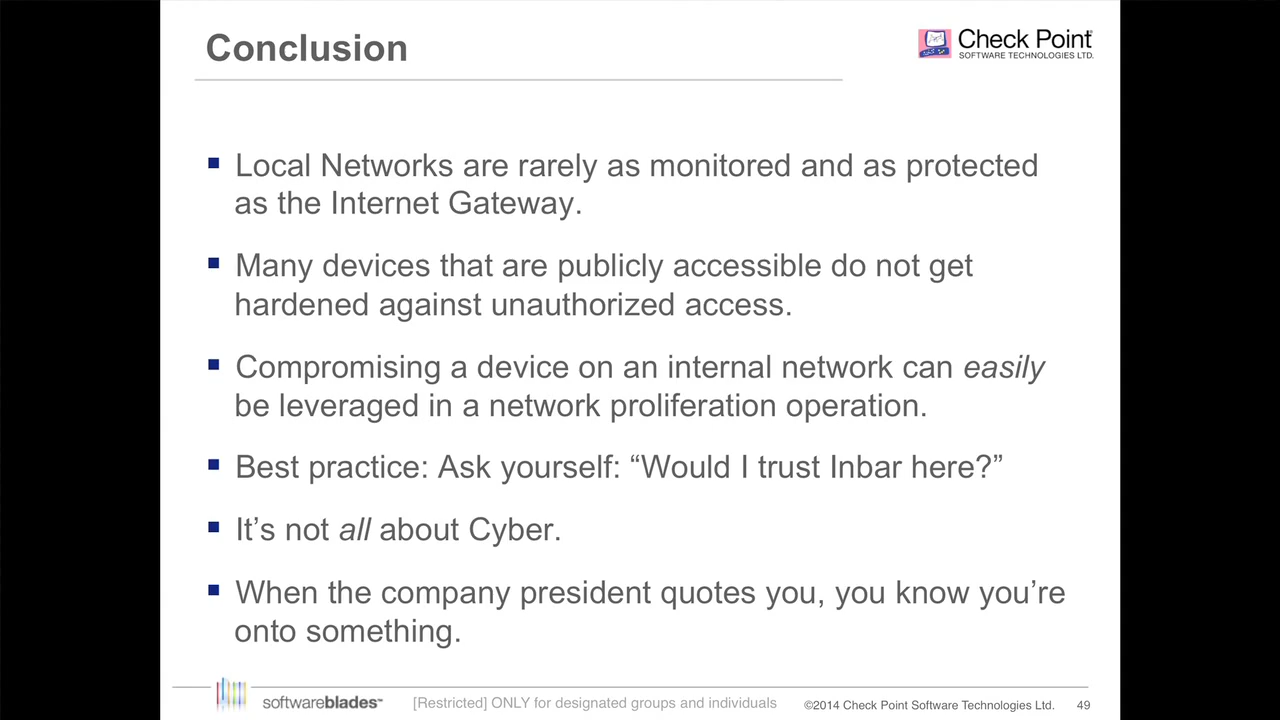 Conclusion
Check Point
SOFTWARE TECHNOLOGIES LTD.
▪ Local Networks are rarely as monitored and as protected
as the Internet Gateway.
▪ Many devices that are publicly accessible do not get
hardened against unauthorized access.
▪ Compromising a device on an internal network can easily
be leveraged in a network proliferation operation.
▪ Best practice: Ask yourself: “Would I trust Inbar here?”
▪ It’s not all about Cyber.
▪ When the company president quotes you, you know you’re
onto something.
softwareblades™ [Restricted] ONLY for designated groups and individuals ©2014 Check Point Software Technologies Ltd. 49